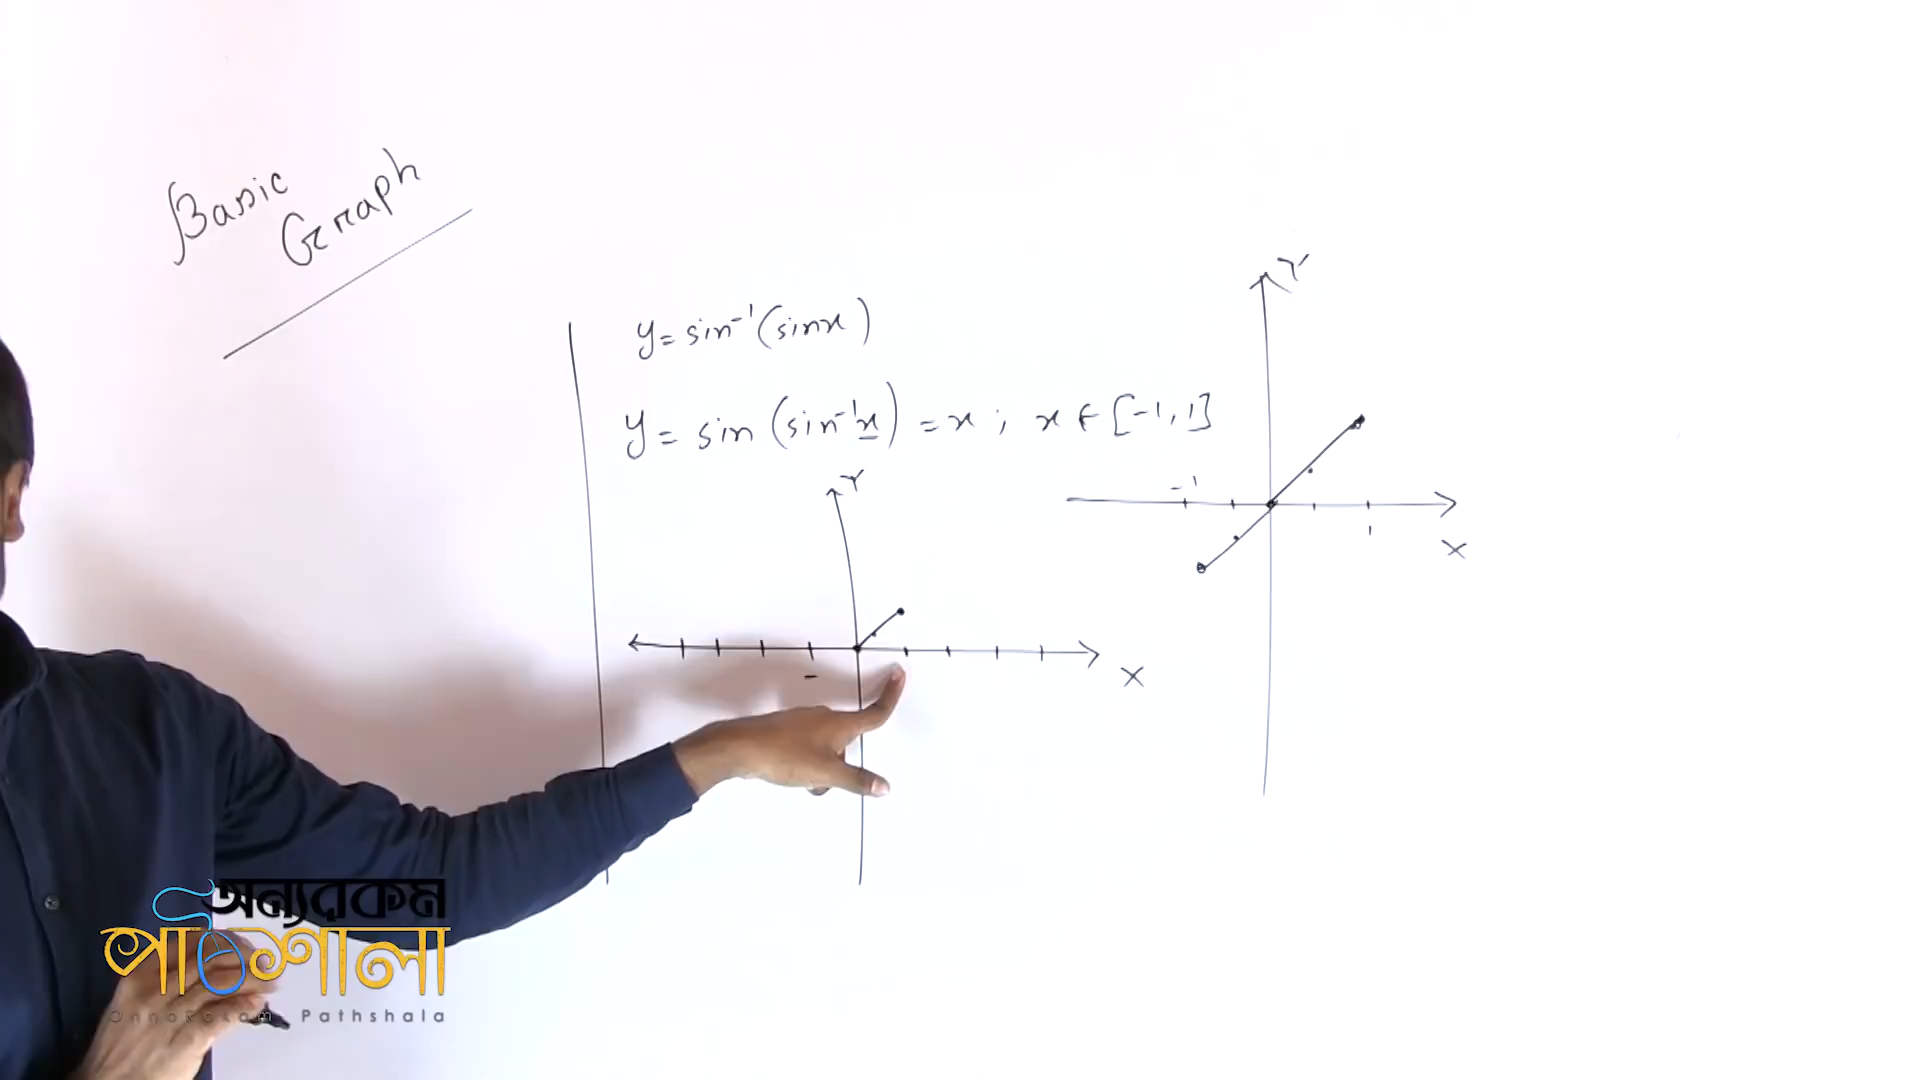 Basic
Graph
y = sin⁻¹(sinx)
y = sin (sin⁻¹x) = x ; x ∈ [-1, 1]
Y
-1
1
X
Y
-
X
অন্যরকম
পাঠশালা
OnnoRokom Pathshala